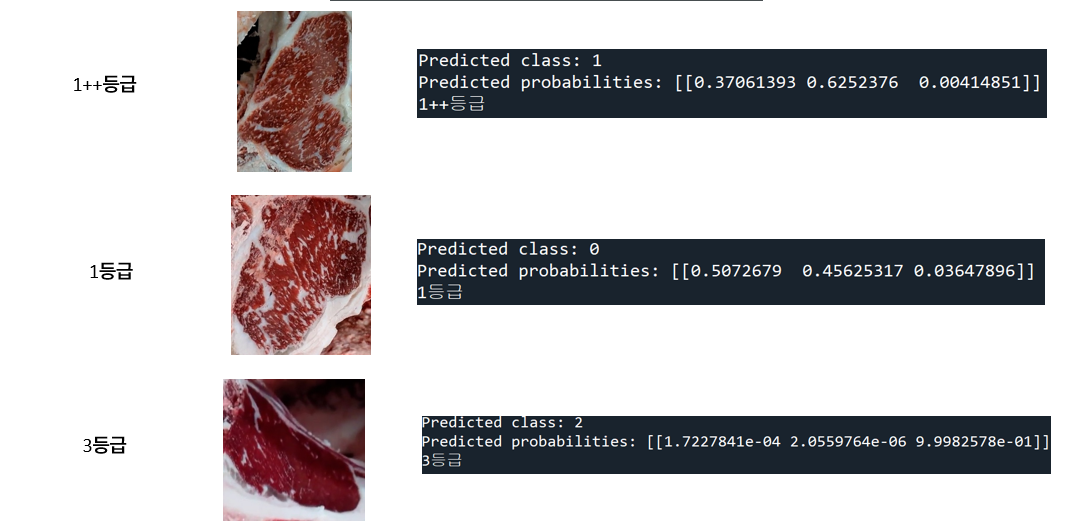 1++등급
Predicted class: 1
Predicted probabilities: [[0.37061393 0.6252376  0.00414851]]
1++등급
1등급
Predicted class: 0
Predicted probabilities: [[0.5072679  0.45625317 0.03647896]]
1등급
3등급
Predicted class: 2
Predicted probabilities: [[1.7227841e-04 2.0559764e-06 9.9982578e-01]]
3등급